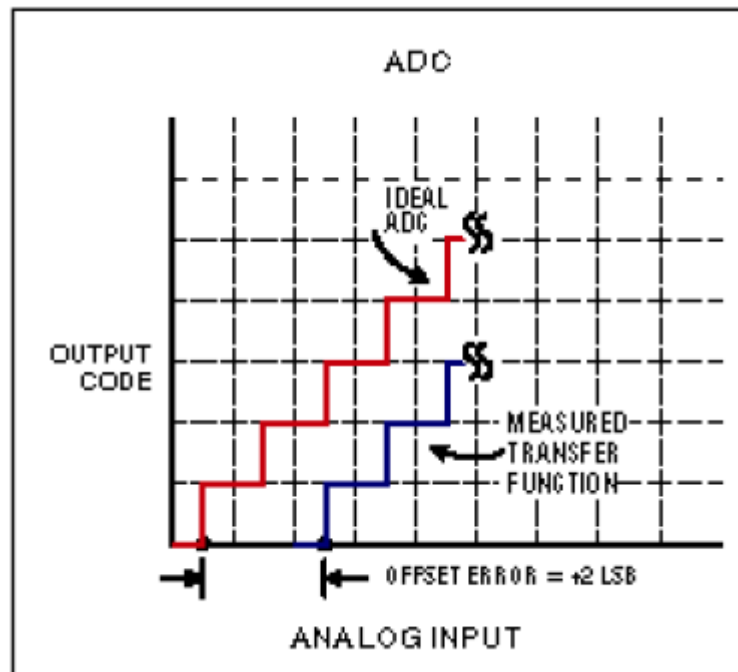 ADC
IDEAL
ADC
OUTPUT
CODE
MEASURED
TRANSFER
FUNCTION
OFFSET ERROR = +2 LSB
ANALOG INPUT